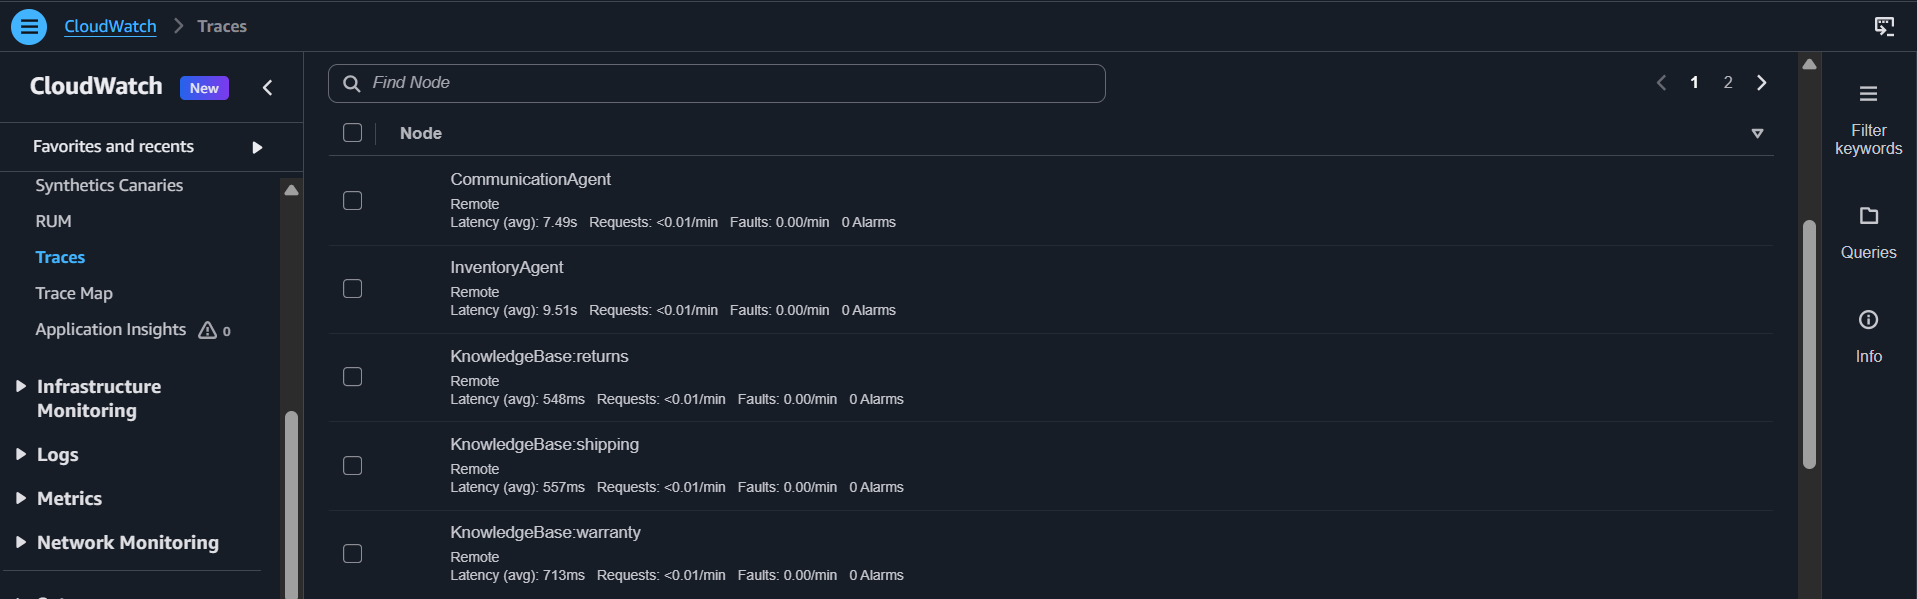 CloudWatch > Traces
CloudWatch New
Favorites and recents
Synthetics Canaries
RUM
Traces
Trace Map
Application Insights 0
Infrastructure
Monitoring
Logs
Metrics
Network Monitoring
Find Node
1 2
Node
CommunicationAgent
Remote
Latency (avg): 7.49s Requests: <0.01/min Faults: 0.00/min 0 Alarms
InventoryAgent
Remote
Latency (avg): 9.51s Requests: <0.01/min Faults: 0.00/min 0 Alarms
KnowledgeBase:returns
Remote
Latency (avg): 548ms Requests: <0.01/min Faults: 0.00/min 0 Alarms
KnowledgeBase:shipping
Remote
Latency (avg): 557ms Requests: <0.01/min Faults: 0.00/min 0 Alarms
KnowledgeBase:warranty
Remote
Latency (avg): 713ms Requests: <0.01/min Faults: 0.00/min 0 Alarms
Filter
keywords
Queries
Info